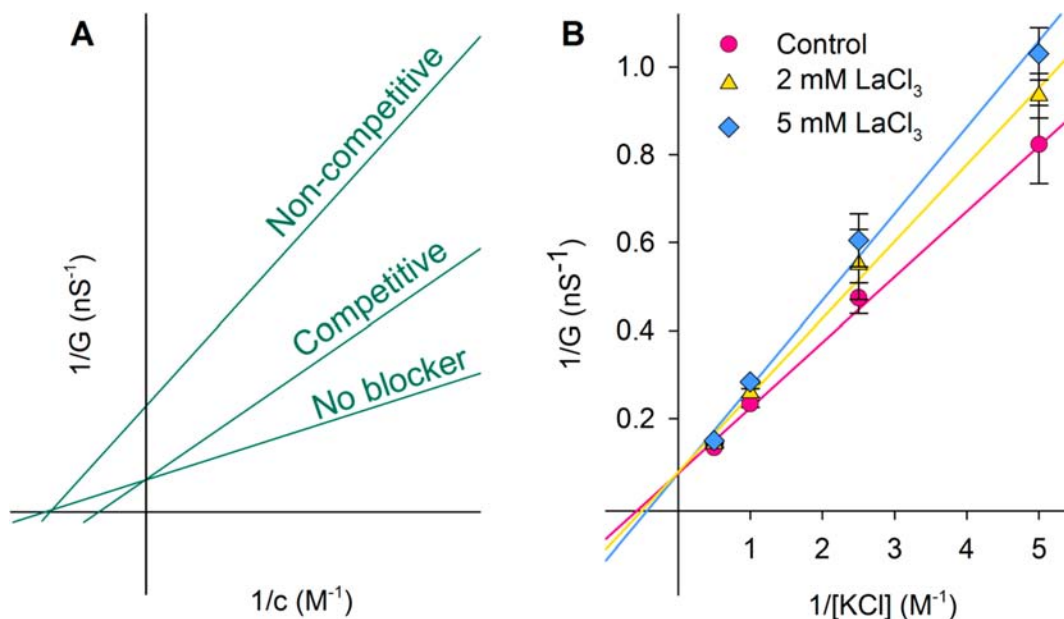 A
Non-competitive
Competitive
No blocker
1/G (nS⁻¹)
1/c (M⁻¹)
B
Control
2 mM LaCl₃
5 mM LaCl₃
1.0
0.8
0.6
0.4
0.2
1/G (nS⁻¹)
1 2 3 4 5
1/[KCl] (M⁻¹)